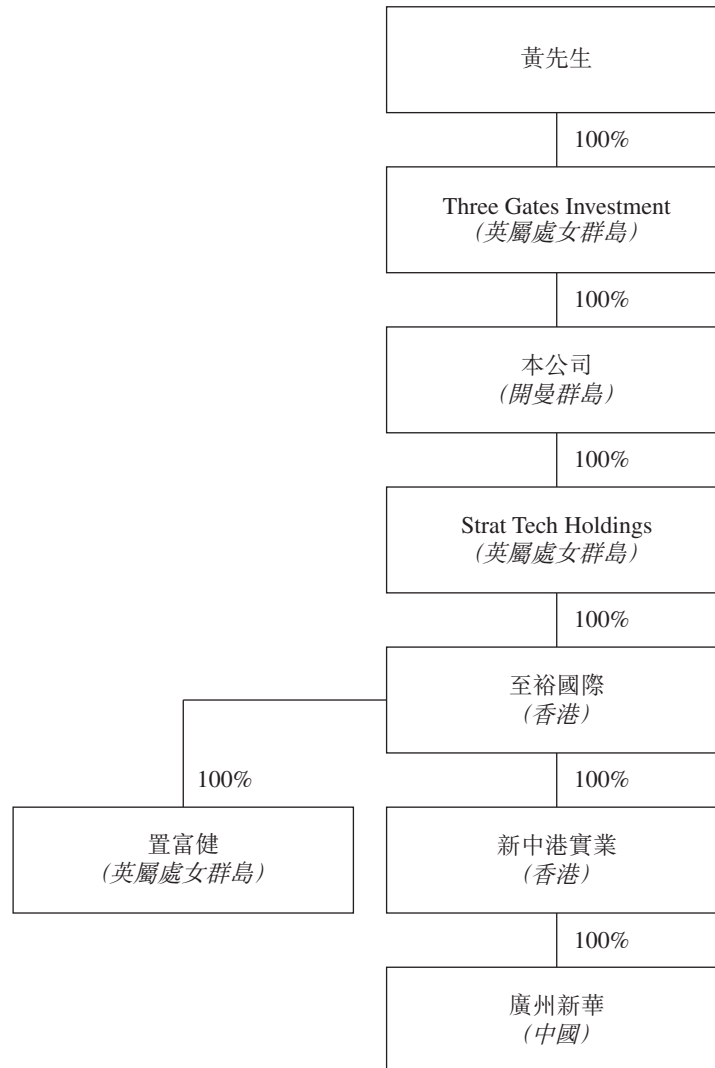 黃先生
100%
Three Gates Investment
（英屬處女群島）
100%
本公司
（開曼群島）
100%
Strat Tech Holdings
（英屬處女群島）
100%
至裕國際
（香港）
100%
100%
置富健
（英屬處女群島）
新中港實業
（香港）
100%
廣州新華
（中國）